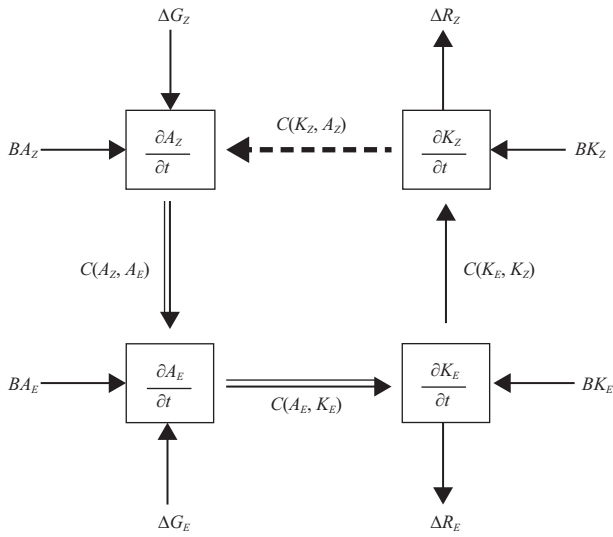 ΔG_Z ΔR_Z
C(K_Z, A_Z)
BA_Z ∂A_Z/∂t ∂K_Z/∂t BK_Z
C(A_Z, A_E) C(K_E, K_Z)
BA_E ∂A_E/∂t ∂K_E/∂t BK_E
C(A_E, K_E)
ΔG_E ΔR_E